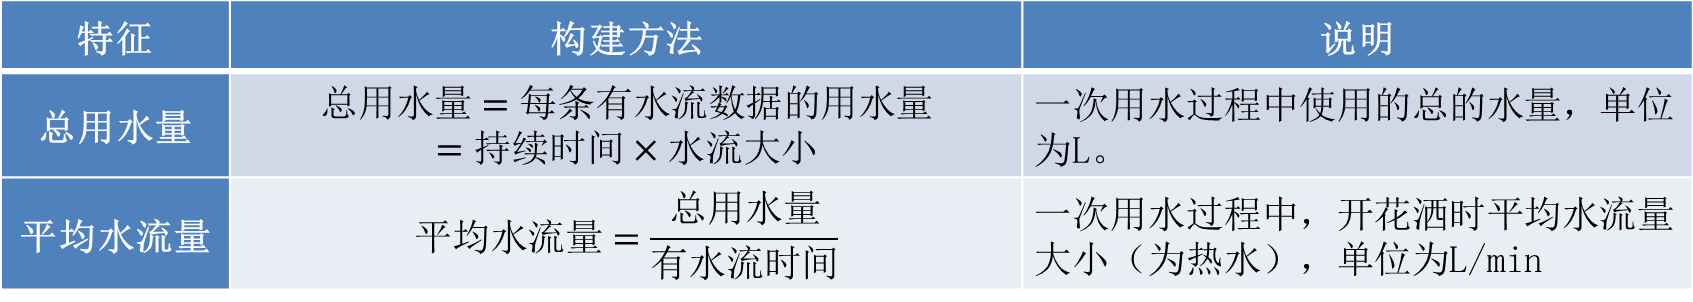 特征
构建方法
说明
总用水量
总用水量 = 每条有水流数据的用水量
= 持续时间 × 水流大小
一次用水过程中使用的总的水量，单位
为L。
平均水流量
平均水流量 = 总用水量
有水流时间
一次用水过程中，开花洒时平均水流量
大小（为热水），单位为L/min